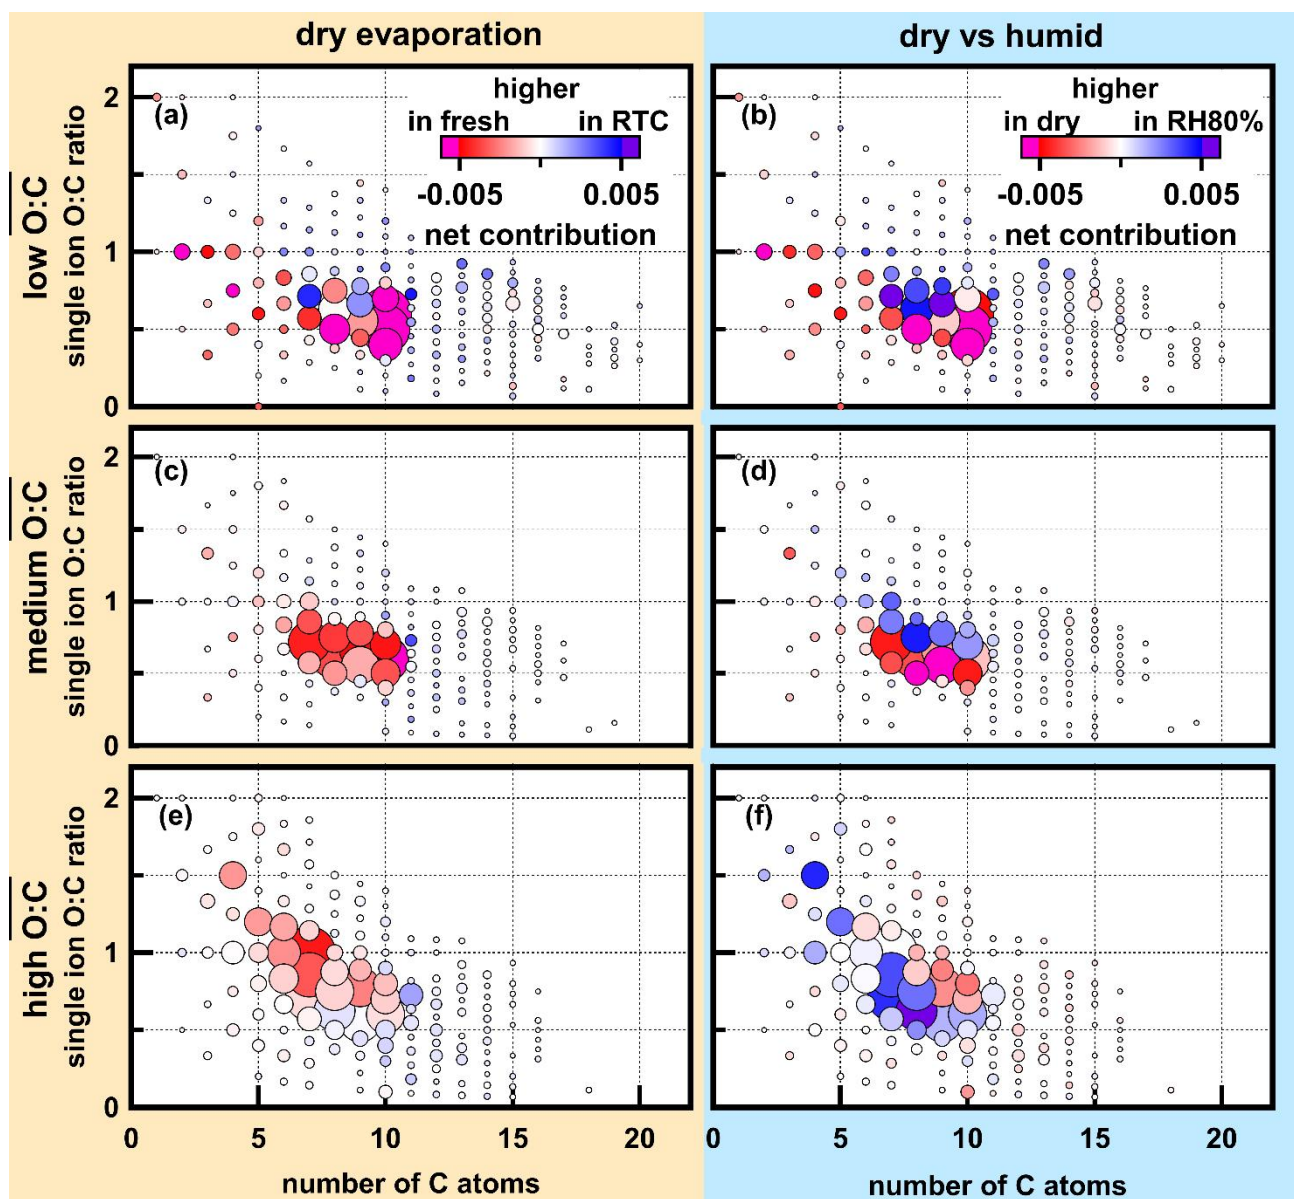 dry evaporation
dry vs humid
low O:C
single ion O:C ratio
2
1
0
(a)
higher
in fresh
in RTC
-0.005
0.005
net contribution
(b)
higher
in dry
in RH80%
-0.005
0.005
net contribution
medium O:C
single ion O:C ratio
2
1
0
(c)
(d)
high O:C
single ion O:C ratio
2
1
0
(e)
(f)
0
5
10
15
20
0
5
10
15
20
number of C atoms
number of C atoms